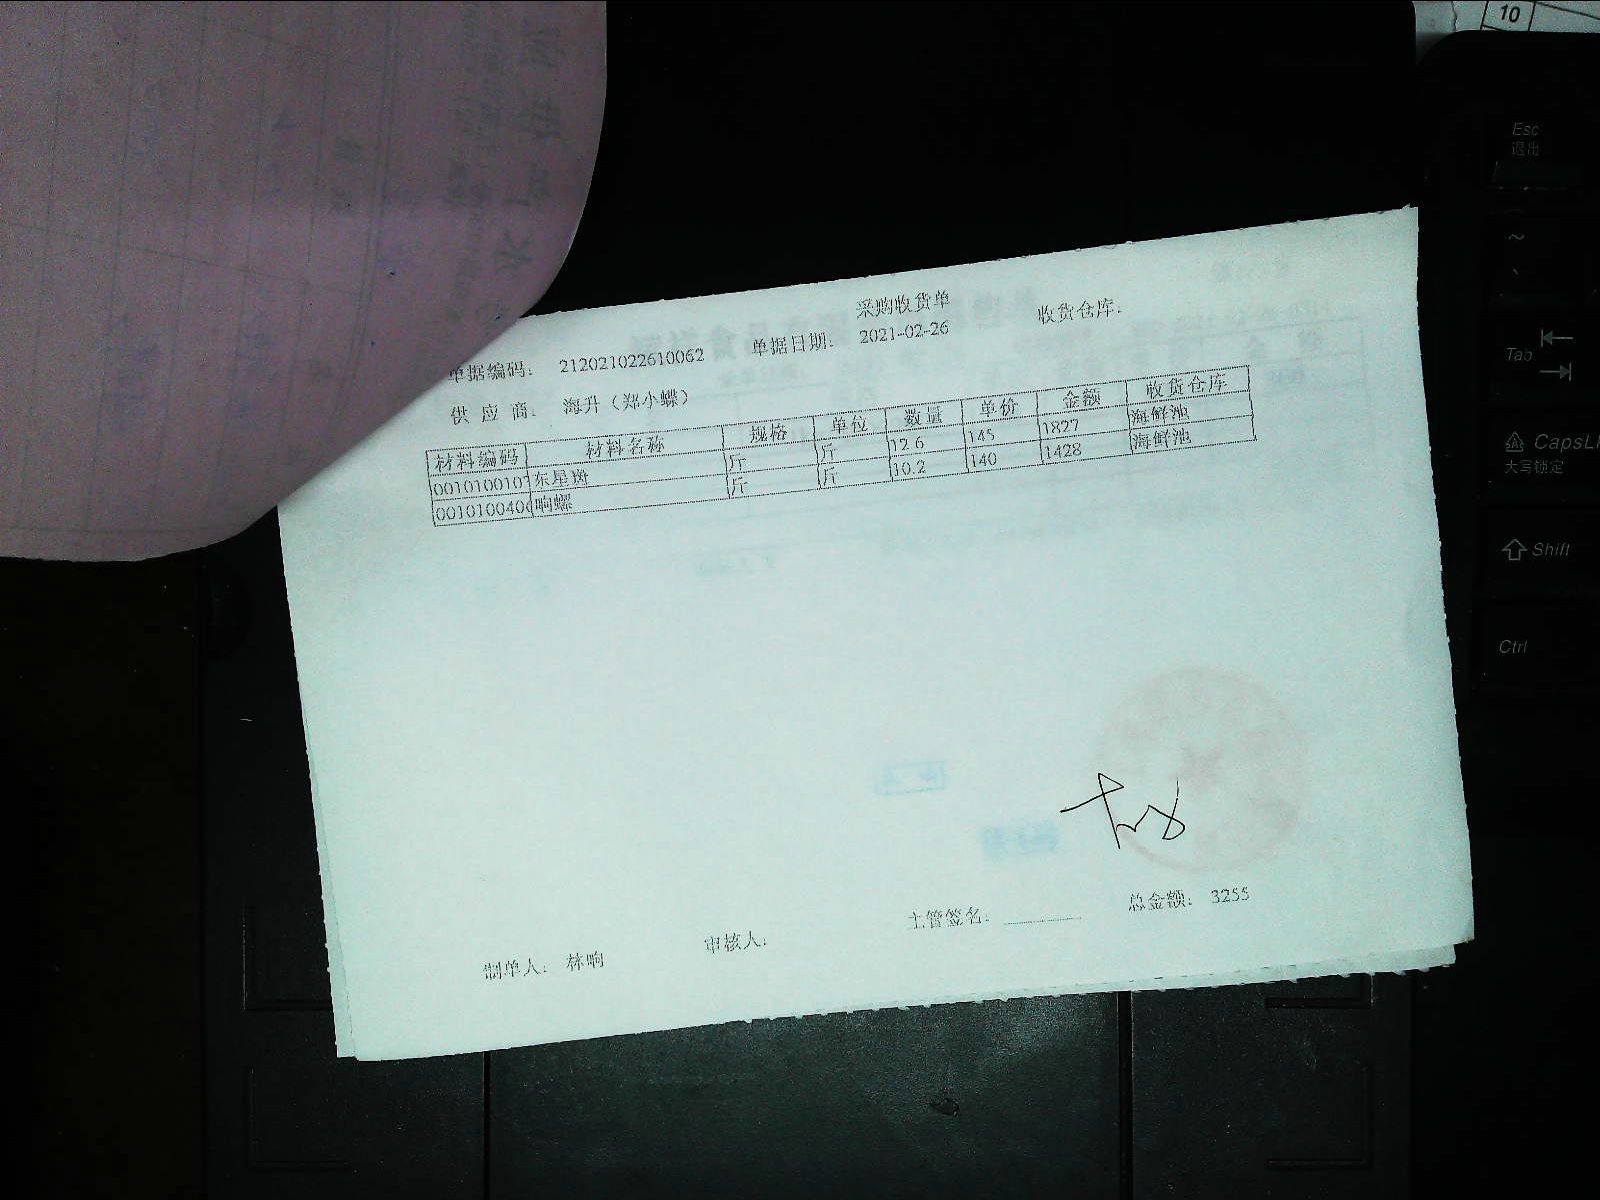 采购收货单
单据编码: 212021022610062 单据日期: 2021-02-26 收货仓库:
供 应 商: 海升（郑小蝶）
材料编码 材料名称 规格 单位 数量 单价 金额 收货仓库
0010100107 东星斑 斤 斤 12.6 145 1827 海鲜池
0010100400 响螺 斤 斤 10.2 140 1428 海鲜池
制单人: 林响 审核人: 主管签名: 总金额: 3255
10
Esc
退出
~
Tab
CapsL
大写锁定
Shift
Ctrl